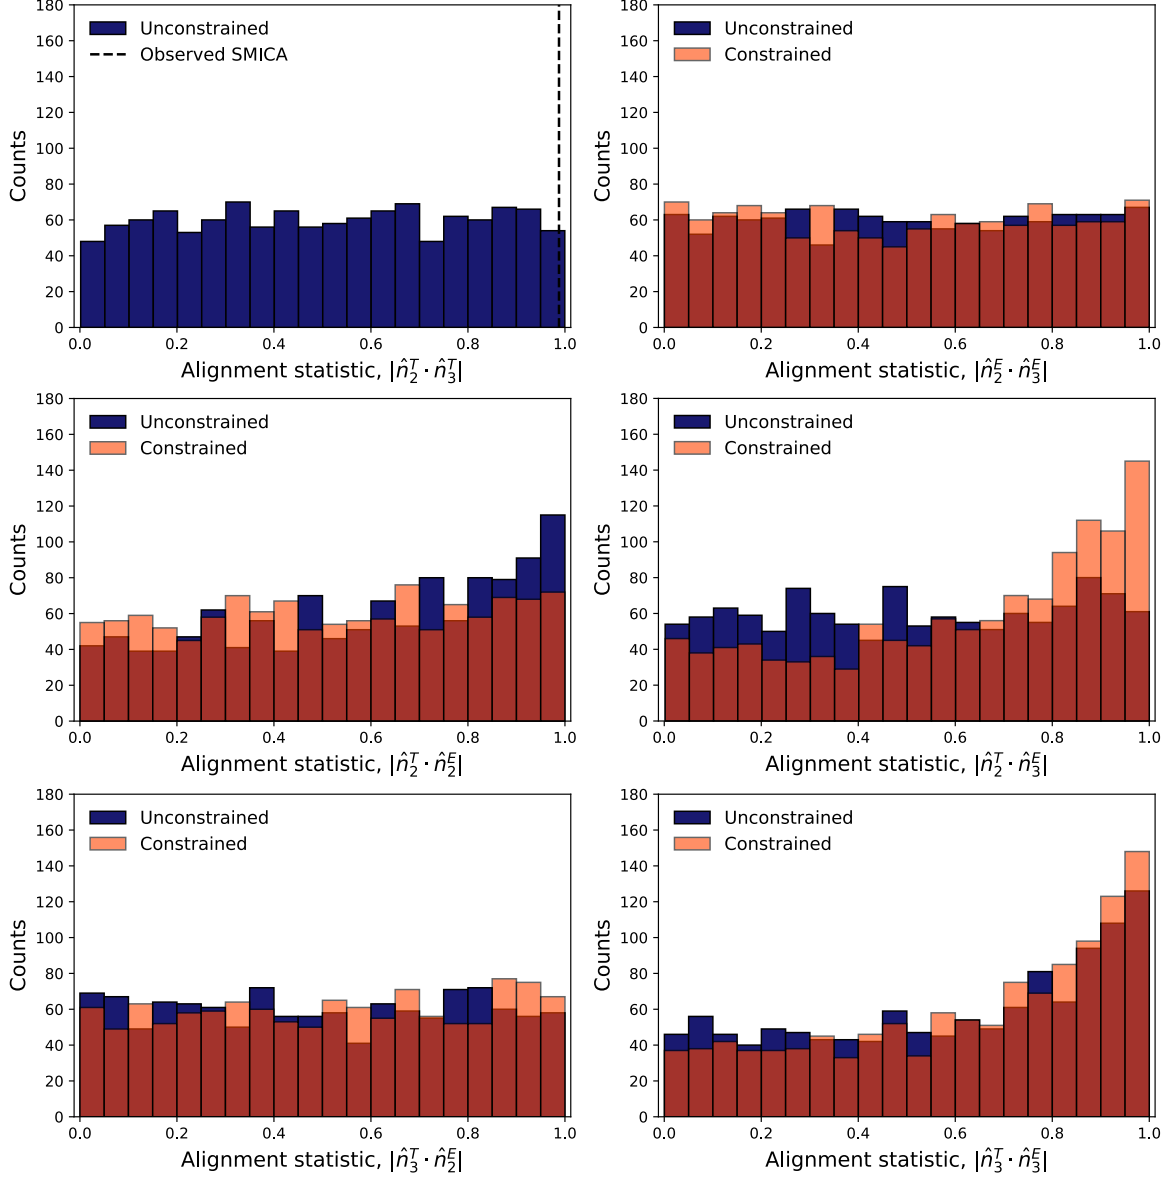 180
160
140
120
100
80
60
40
20
0
Counts
Unconstrained
Observed SMICA
0.0 0.2 0.4 0.6 0.8 1.0
Alignment statistic, |n̂₂ᵀ · n̂₃ᵀ|
180
160
140
120
100
80
60
40
20
0
Counts
Unconstrained
Constrained
0.0 0.2 0.4 0.6 0.8 1.0
Alignment statistic, |n̂₂ᴱ · n̂₃ᴱ|
180
160
140
120
100
80
60
40
20
0
Counts
Unconstrained
Constrained
0.0 0.2 0.4 0.6 0.8 1.0
Alignment statistic, |n̂₂ᵀ · n̂₂ᴱ|
180
160
140
120
100
80
60
40
20
0
Counts
Unconstrained
Constrained
0.0 0.2 0.4 0.6 0.8 1.0
Alignment statistic, |n̂₂ᵀ · n̂₃ᴱ|
180
160
140
120
100
80
60
40
20
0
Counts
Unconstrained
Constrained
0.0 0.2 0.4 0.6 0.8 1.0
Alignment statistic, |n̂₃ᵀ · n̂₂ᴱ|
180
160
140
120
100
80
60
40
20
0
Counts
Unconstrained
Constrained
0.0 0.2 0.4 0.6 0.8 1.0
Alignment statistic, |n̂₃ᵀ · n̂₃ᴱ|